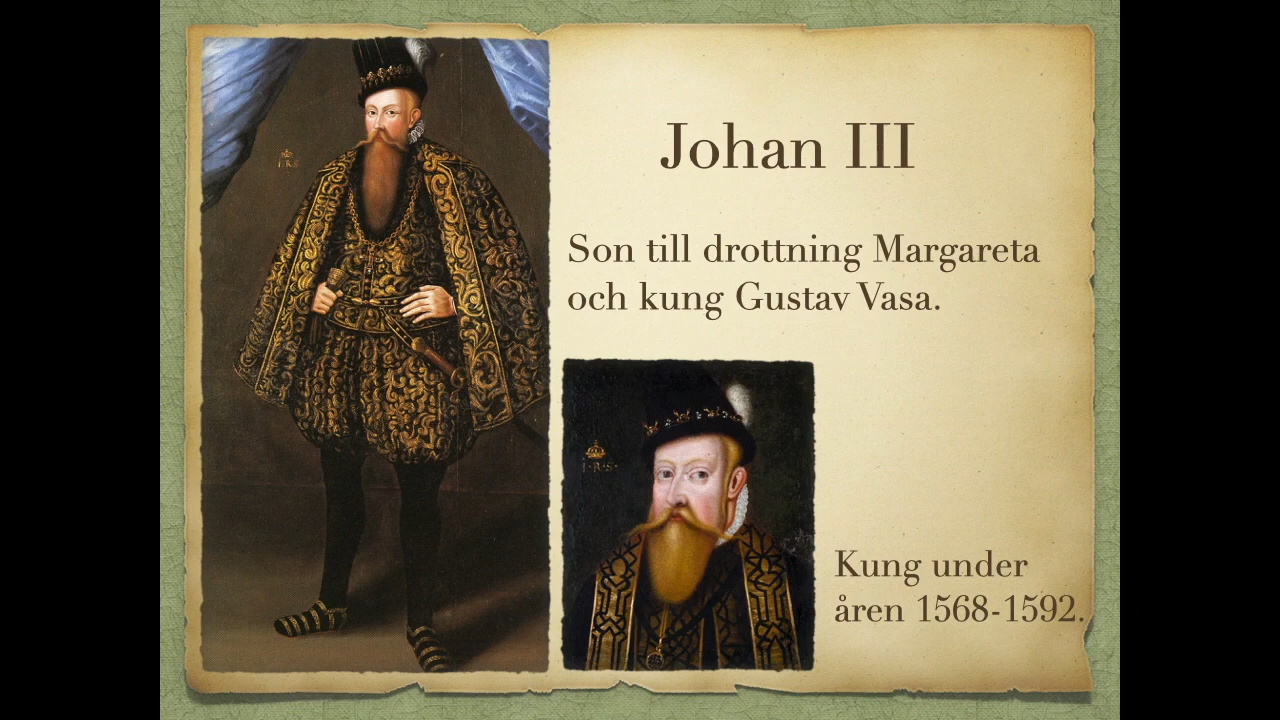 I.R.S
Johan III
Son till drottning Margareta
och kung Gustav Vasa.
I·R·S·
Kung under
åren 1568-1592.